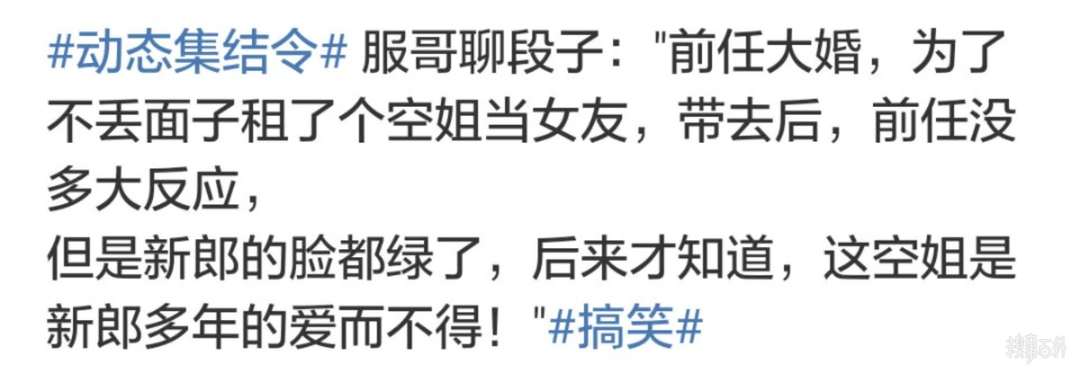 #动态集结令# 服哥聊段子："前任大婚，为了
不丢面子租了个空姐当女友，带去后，前任没
多大反应，
但是新郎的脸都绿了，后来才知道，这空姐是
新郎多年的爱而不得！"#搞笑#